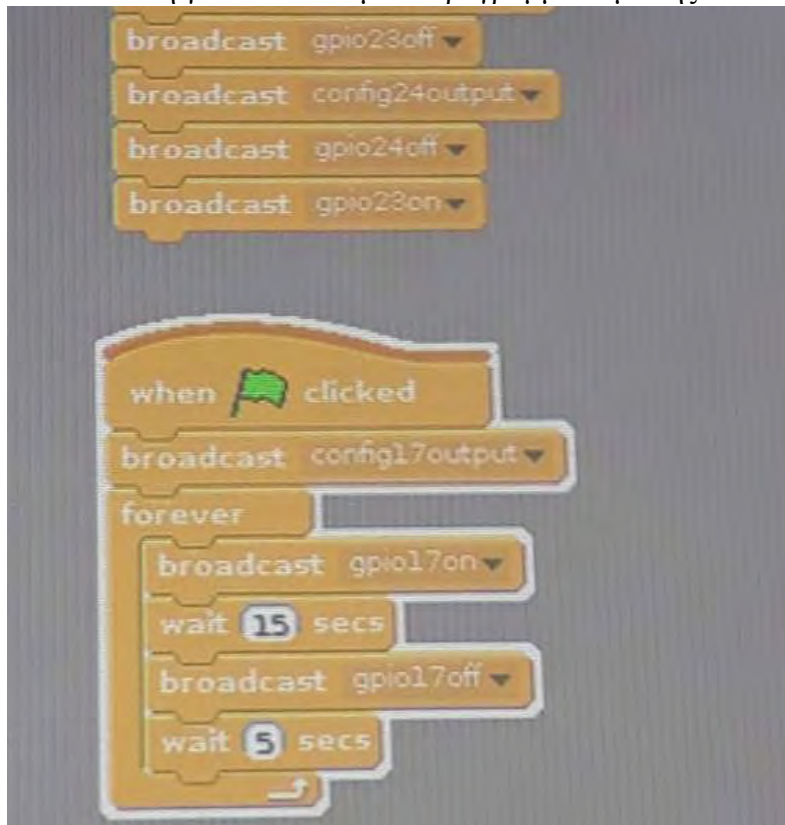 broadcast gpio23off
broadcast config24output
broadcast gpio24off
broadcast gpio23on
when clicked
broadcast config17output
forever
broadcast gpio17on
wait 15 secs
broadcast gpio17off
wait 5 secs